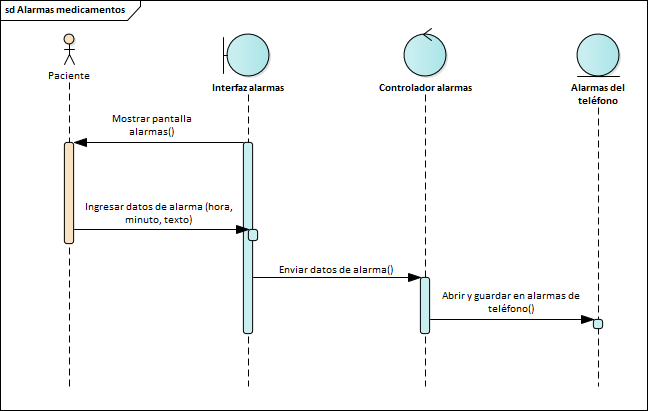 sd Alarmas medicamentos
Paciente
Interfaz alarmas
Controlador alarmas
Alarmas del
teléfono
Mostrar pantalla
alarmas()
Ingresar datos de alarma (hora,
minuto, texto)
Enviar datos de alarma()
Abrir y guardar en alarmas de
teléfono()